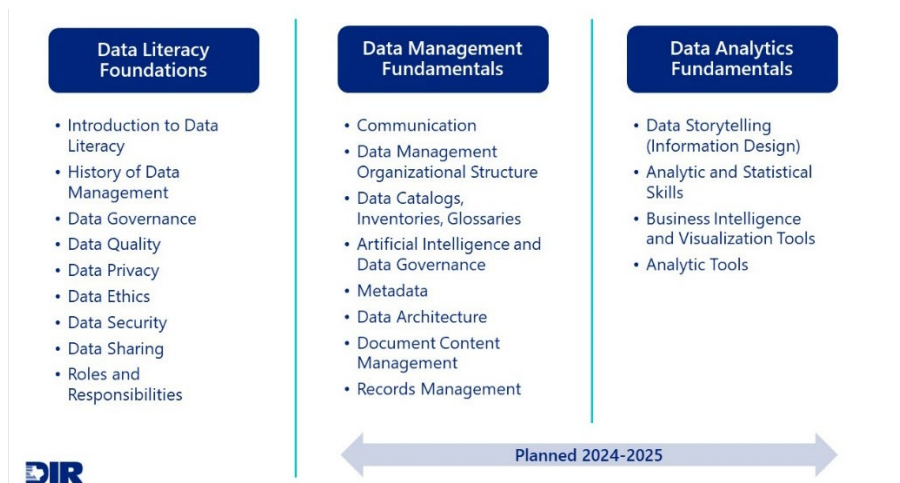 Data Literacy
Foundations
• Introduction to Data
Literacy
• History of Data
Management
• Data Governance
• Data Quality
• Data Privacy
• Data Ethics
• Data Security
• Data Sharing
• Roles and
Responsibilities
Data Management
Fundamentals
• Communication
• Data Management
Organizational Structure
• Data Catalogs,
Inventories, Glossaries
• Artificial Intelligence and
Data Governance
• Metadata
• Data Architecture
• Document Content
Management
• Records Management
Data Analytics
Fundamentals
• Data Storytelling
(Information Design)
• Analytic and Statistical
Skills
• Business Intelligence
and Visualization Tools
• Analytic Tools
Planned 2024-2025
DIR